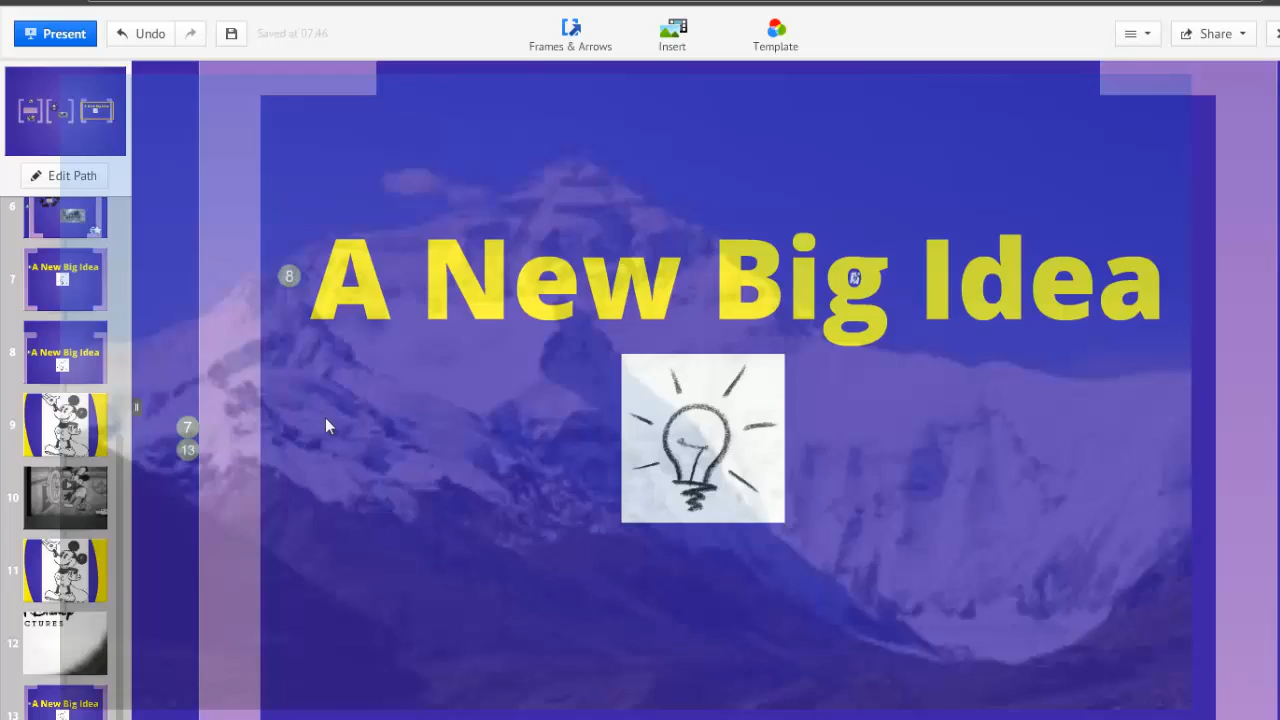 Present
Undo
Saved at 07:46
Frames & Arrows
Insert
Template
Share
Edit Path
6
7
A New Big Idea
8
A New Big Idea
9
10
11
12
CTURES
13
A New Big Idea
8
A New Big Idea
7
13